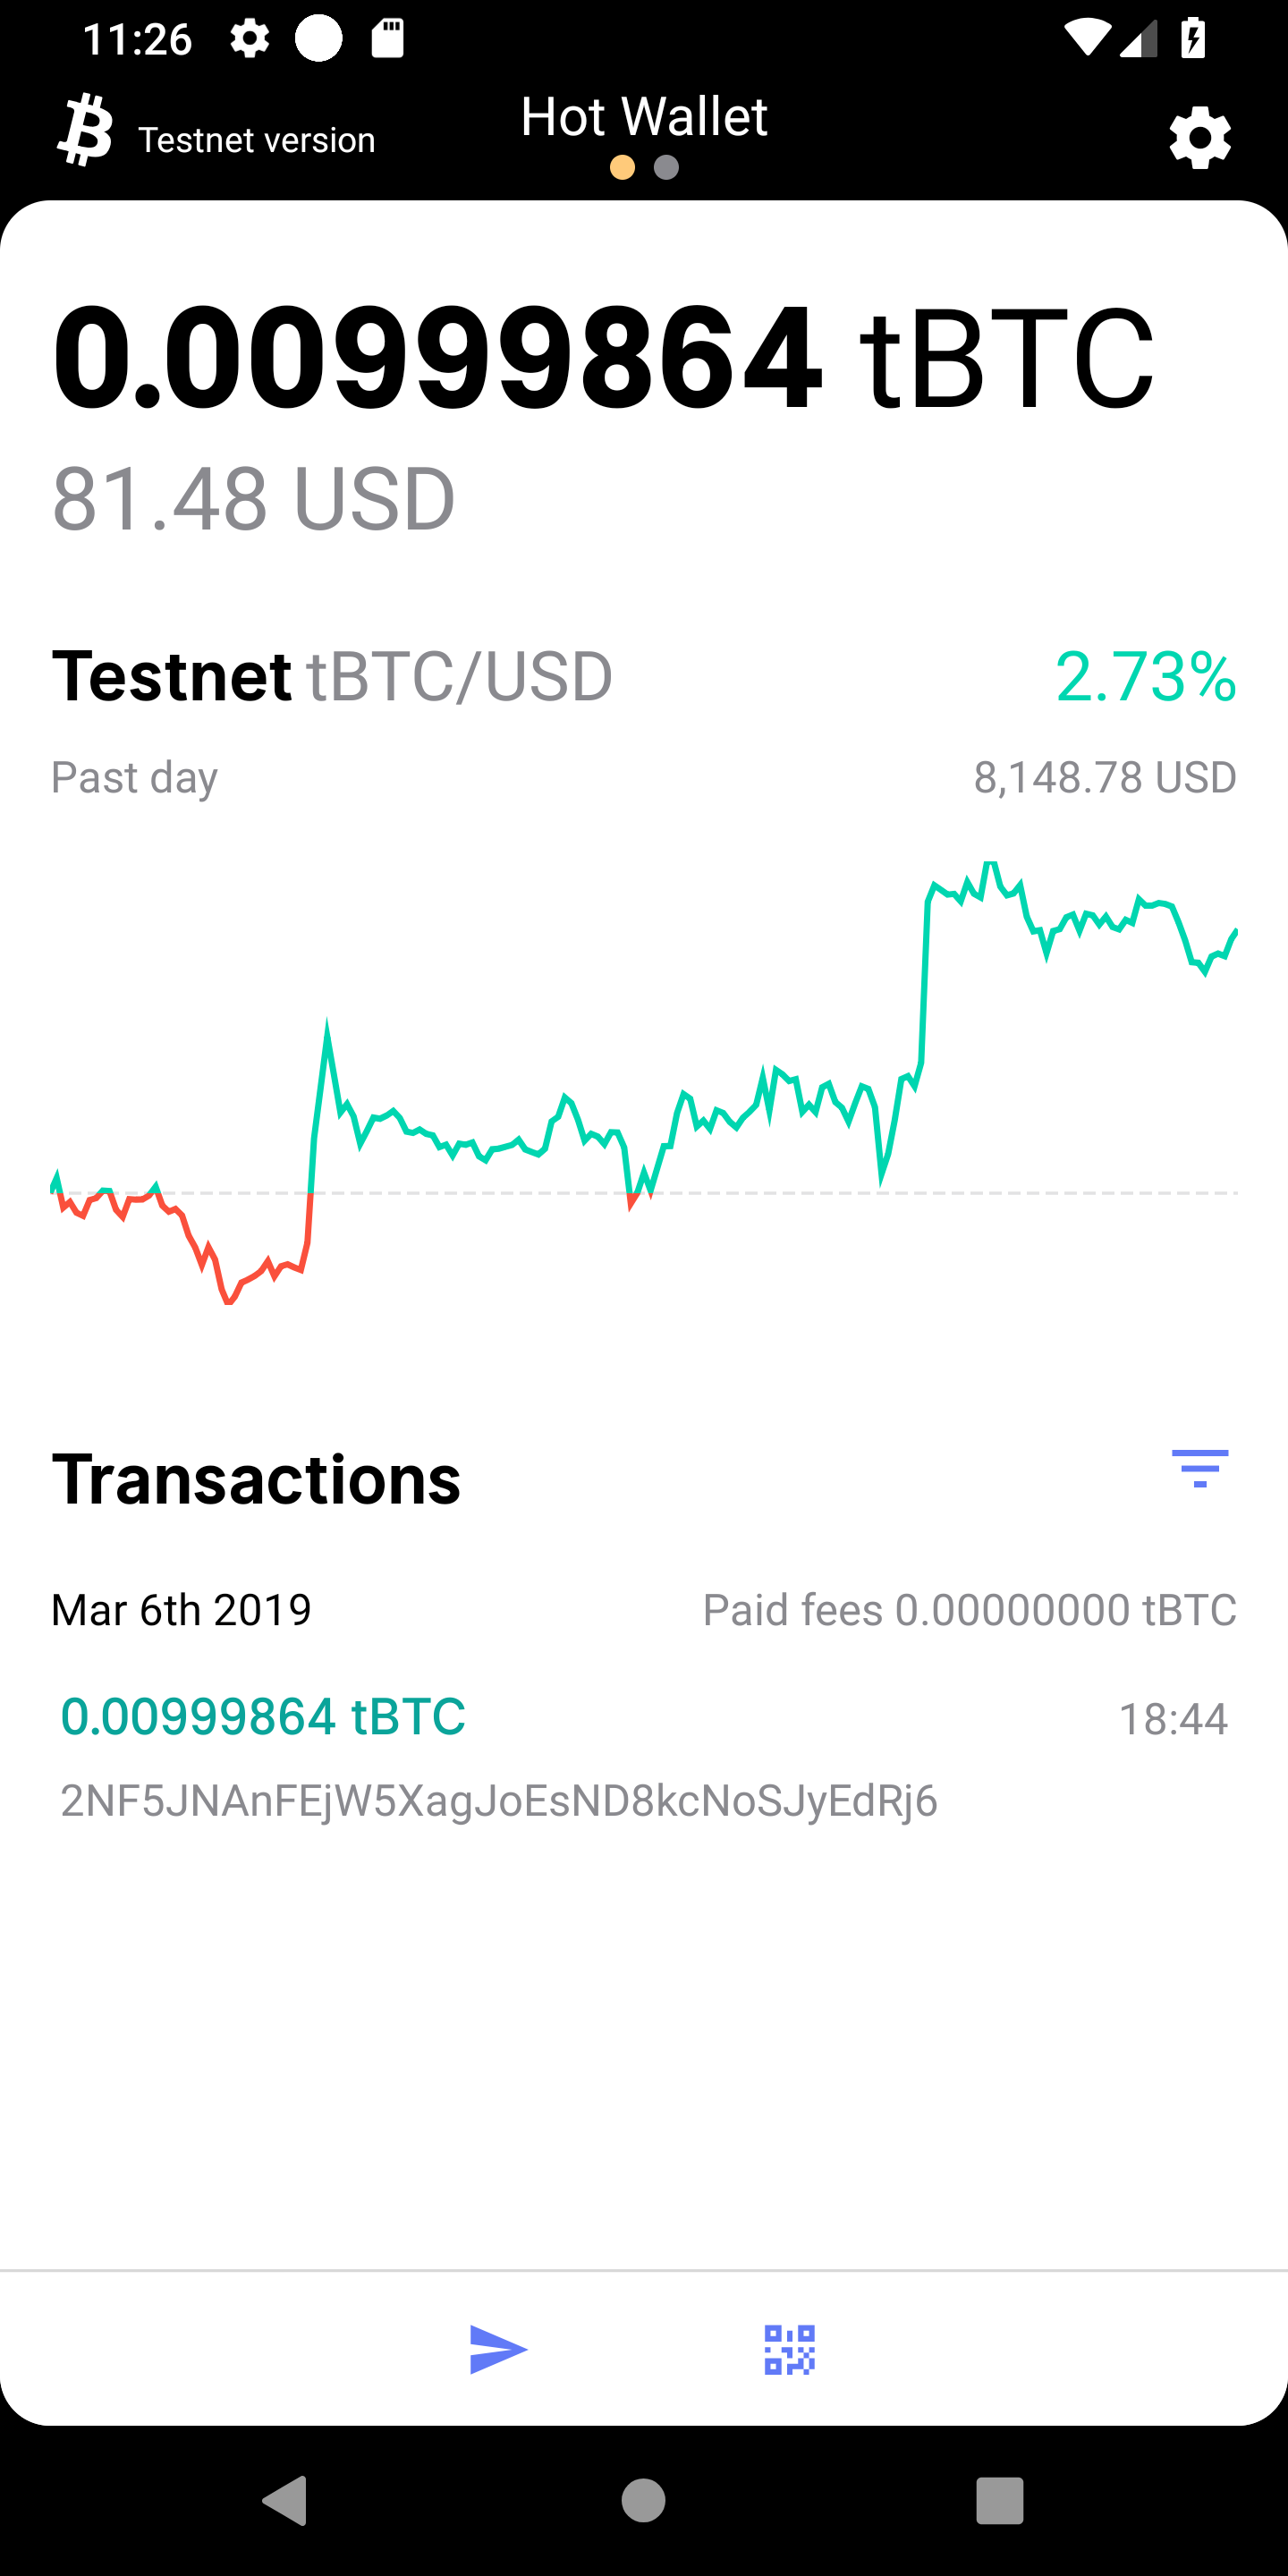 11:26
Testnet version
Hot Wallet
0.00999864 tBTC
81.48 USD
Testnet tBTC/USD
2.73%
Past day
8,148.78 USD
Transactions
Mar 6th 2019
Paid fees 0.00000000 tBTC
0.00999864 tBTC
18:44
2NF5JNAnFEjW5XagJoEsND8kcNoSJyEdRj6